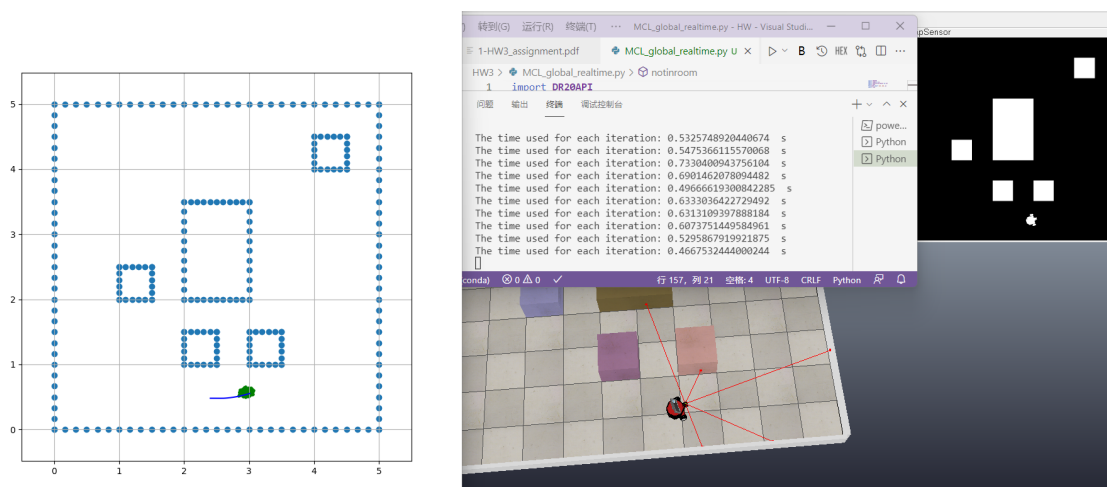 转到(G) 运行(R) 终端(T) ··· MCL_global_realtime.py - HW - Visual Studi...
1-HW3_assignment.pdf MCL_global_realtime.py U HEX ···
HW3 > MCL_global_realtime.py > notinroom
1 import DR20API
问题 输出 终端 调试控制台
The time used for each iteration: 0.5325748920440674 s
The time used for each iteration: 0.5475366115570068 s
The time used for each iteration: 0.7330400943756104 s
The time used for each iteration: 0.6901462078094482 s
The time used for each iteration: 0.49666619300842285 s
The time used for each iteration: 0.6333036422729492 s
The time used for each iteration: 0.6313109397888184 s
The time used for each iteration: 0.6073751449584961 s
The time used for each iteration: 0.5295867919921875 s
The time used for each iteration: 0.4667532444000244 s
powe...
Python
Python
conda) 0 0 行 157，列 21 空格: 4 UTF-8 CRLF Python
pSensor
5
4
3
2
1
0
0 1 2 3 4 5